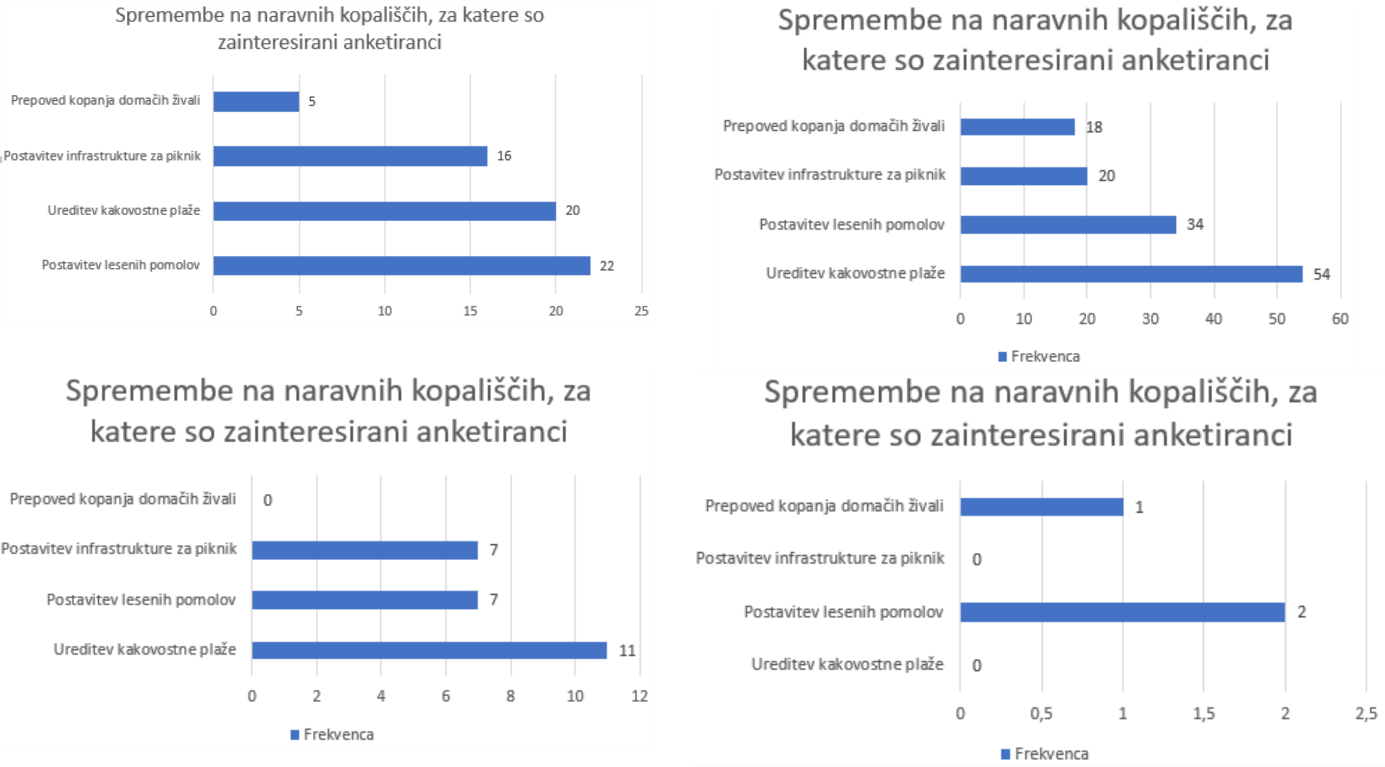 Spremembe na naravnih kopališčih, za katere so
zainteresirani anketiranci
Prepoved kopanja domačih živali
5
Postavitev infrastrukture za piknik
16
Ureditev kakovostne plaže
20
Postavitev lesenih pomolov
22
0 5 10 15 20 25
Spremembe na naravnih kopališčih, za
katere so zainteresirani anketiranci
Prepoved kopanja domačih živali
18
Postavitev infrastrukture za piknik
20
Postavitev lesenih pomolov
34
Ureditev kakovostne plaže
54
0 10 20 30 40 50 60
Frekvenca
Spremembe na naravnih kopališčih, za
katere so zainteresirani anketiranci
Prepoved kopanja domačih živali
0
Postavitev infrastrukture za piknik
7
Postavitev lesenih pomolov
7
Ureditev kakovostne plaže
11
0 2 4 6 8 10 12
Frekvenca
Spremembe na naravnih kopališčih, za
katere so zainteresirani anketiranci
Prepoved kopanja domačih živali
1
Postavitev infrastrukture za piknik
0
Postavitev lesenih pomolov
2
Ureditev kakovostne plaže
0
0 0,5 1 1,5 2 2,5
Frekvenca